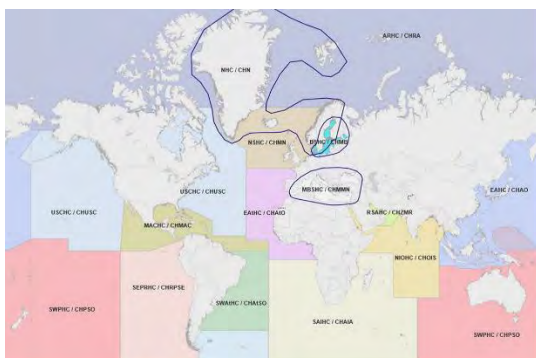 ARHC / CHRA
NHC / CHN
NSHC / CHMN
BSHC / CHMB
USCHC / CHUSC
MBSHC / CHMMN
EAHC / CHAO
USCHC / CHUSC
EAtHC / CHAtO
RSAHC / CHZMR
MACHC / CHMAC
NIOHC / CHOIS
SEPRHC / CHRPSE
SWPHC / CHPSO
SWAtHC / CHAtSO
SAIHC / CHAIA
SWPHC / CHPSO